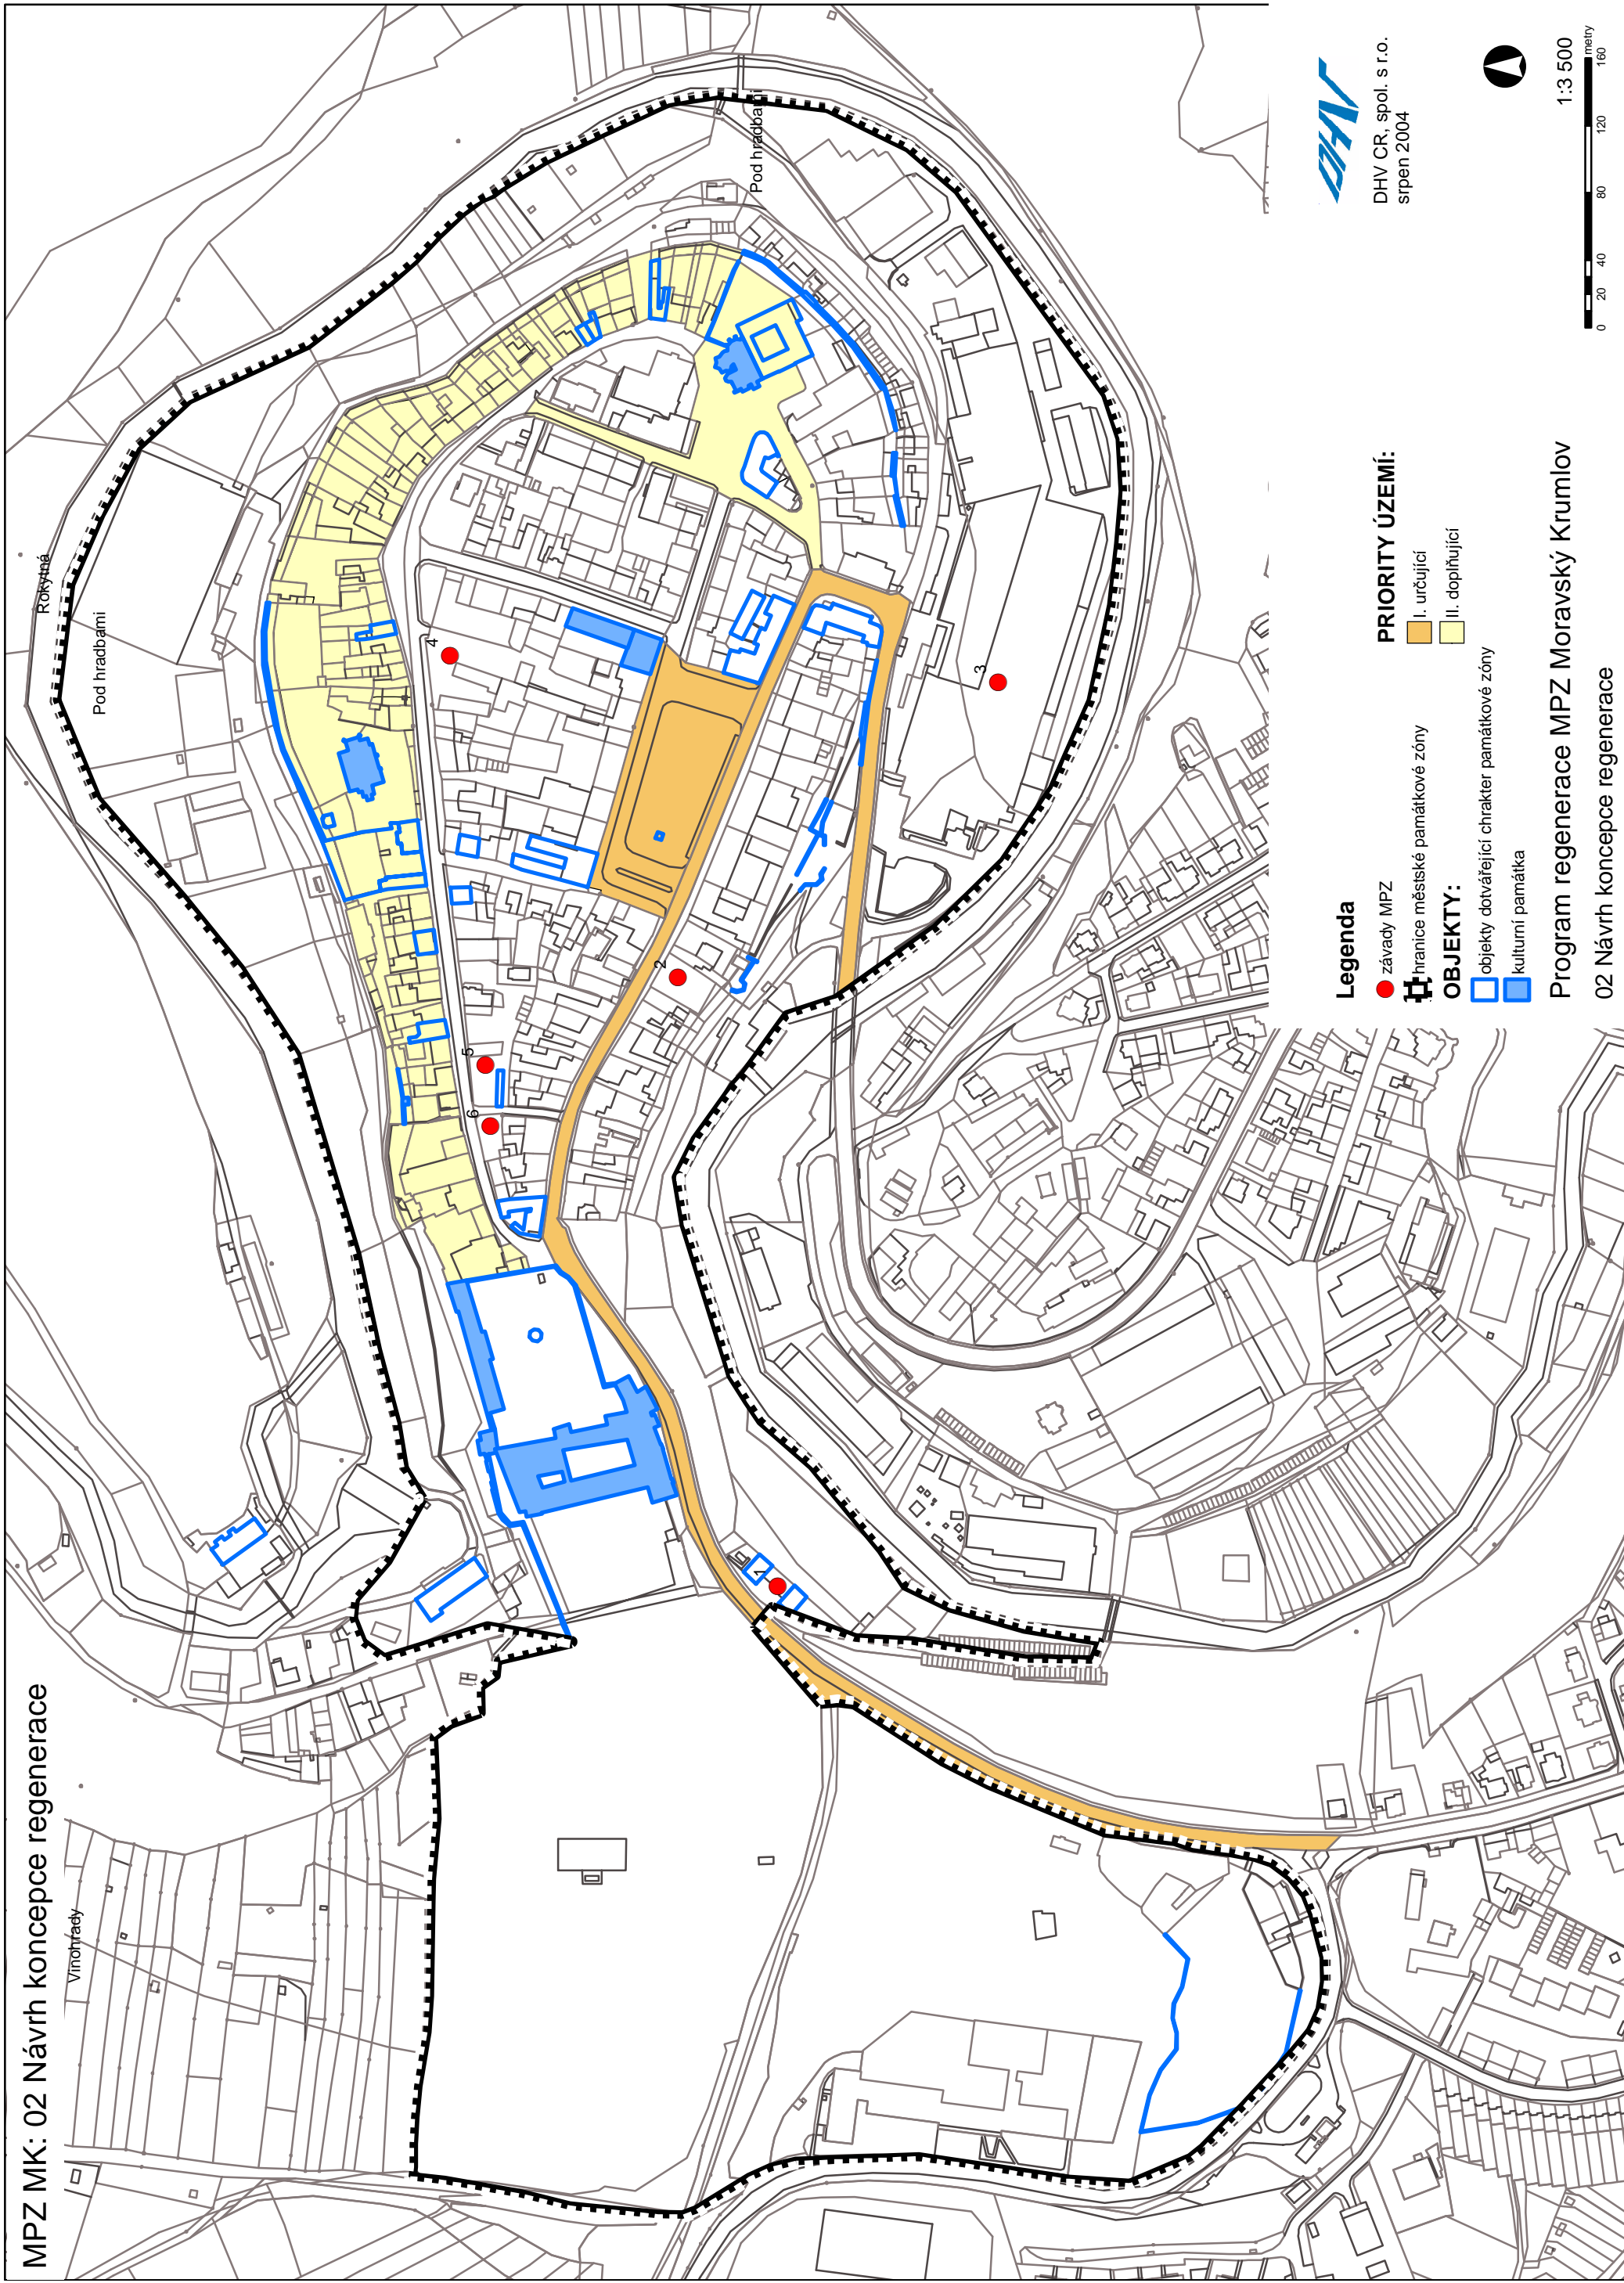 MPZ MK: 02 Návrh koncepce regenerace
Vinohrady
Rokytná
Pod hradbami
Pod hradbami
1
2
3
4
5
6
Legenda
závady MPZ
hranice městské památkové zóny
OBJEKTY:
objekty dotvářející chrakter památkové zóny
kulturní památka
PRIORITY ÚZEMÍ:
I. určující
II. doplňující
Program regenerace MPZ Moravský Krumlov
02 Návrh koncepce regenerace
DHV
DHV CR, spol. s r.o.
srpen 2004
1:3 500
metry
0 20 40 80 120 160